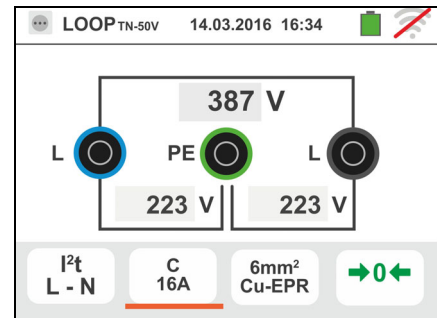 LOOP TN-50V 14.03.2016 16:34
387 V
L PE L
223 V 223 V
I²t C 6mm² →0←
L - N 16A Cu-EPR